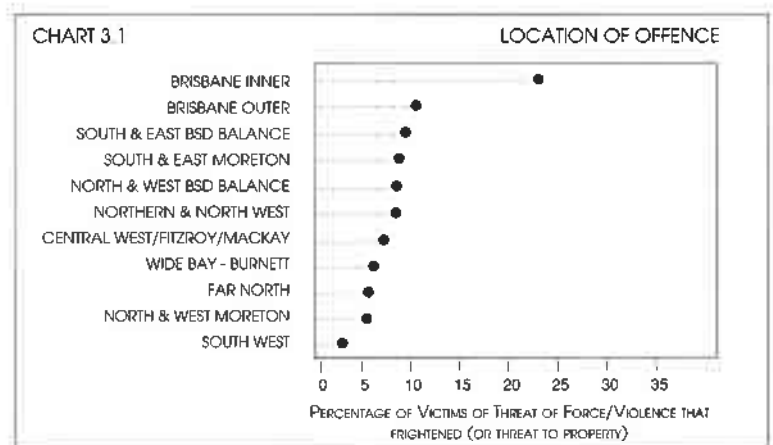 CHART 3.1
LOCATION OF OFFENCE
BRISBANE INNER
BRISBANE OUTER
SOUTH & EAST BSD BALANCE
SOUTH & EAST MORETON
NORTH & WEST BSD BALANCE
NORTHERN & NORTH WEST
CENTRAL WEST/FITZROY/MACKAY
WIDE BAY - BURNETT
FAR NORTH
NORTH & WEST MORETON
SOUTH WEST
0 5 10 15 20 25 30 35
PERCENTAGE OF VICTIMS OF THREAT OF FORCE/VIOLENCE THAT
FRIGHTENED (OR THREAT TO PROPERTY)